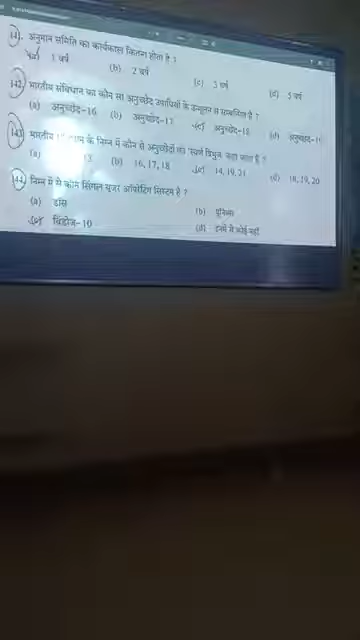 141. अनुमान समिति का कार्यकाल कितना होता है ?
(a) 1 वर्ष (b) 2 वर्ष (c) 3 वर्ष (d) 5 वर्ष
142. भारतीय संविधान का कौन सा अनुच्छेद उपाधियों के उन्मूलन से सम्बन्धित है ?
(a) अनुच्छेद-16 (b) अनुच्छेद-17 (c) अनुच्छेद-18 (d) अनुच्छेद-19
143. भारतीय के निम्न में कौन से अनुच्छेदों को 'स्वर्ण त्रिभुज' कहा जाता है ?
(a) 13 (b) 16, 17, 18 (c) 14, 19, 21 (d) 18, 19, 20
144. निम्न में से कौन सिंगल यूजर ऑपरेटिंग सिस्टम है ?
(a) डॉस (b) यूनिक्स
(c) विंडोज-10 (d) इनमें से कोई नहीं